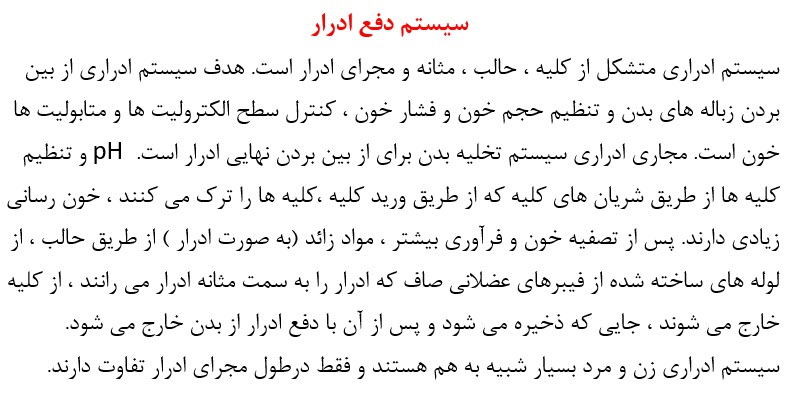 سیستم دفع ادرار
سیستم ادراری متشکل از کلیه ، حالب ، مثانه و مجرای ادرار است. هدف سیستم ادراری از بین
بردن زباله های بدن و تنظیم حجم خون و فشار خون ، کنترل سطح الکترولیت ها و متابولیت ها
خون است. مجاری ادراری سیستم تخلیه بدن برای از بین بردن نهایی ادرار است. pH و تنظیم
کلیه ها از طریق شریان های کلیه که از طریق ورید کلیه ،کلیه ها را ترک می کنند ، خون رسانی
زیادی دارند. پس از تصفیه خون و فرآوری بیشتر ، مواد زائد (به صورت ادرار ) از طریق حالب ، از
لوله های ساخته شده از فیبرهای عضلانی صاف که ادرار را به سمت مثانه ادرار می رانند ، از کلیه
خارج می شوند ، جایی که ذخیره می شود و پس از آن با دفع ادرار از بدن خارج می شود.
سیستم ادراری زن و مرد بسیار شبیه به هم هستند و فقط درطول مجرای ادرار تفاوت دارند.